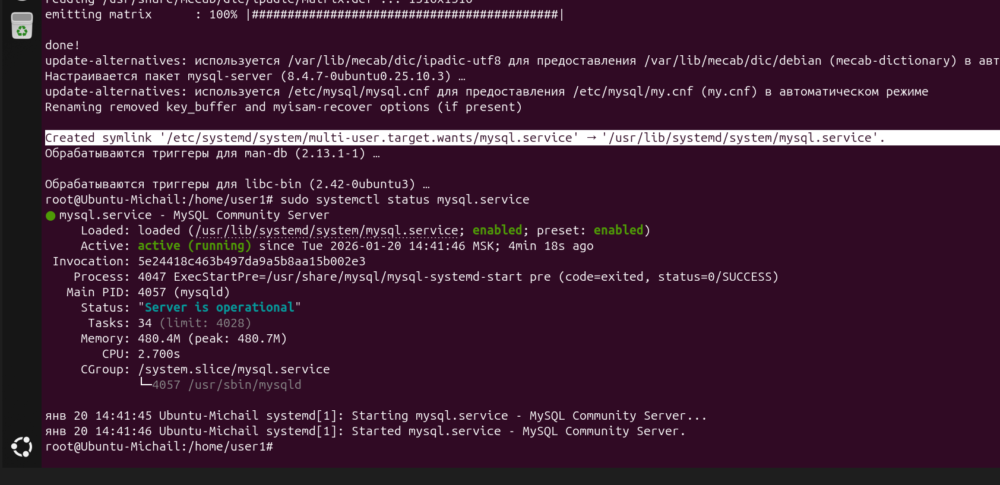 reading /usr/share/mecab/dic/ipadic/matrix.def ... 1316x1316
emitting matrix      : 100% |###########################################|
done!
update-alternatives: используется /var/lib/mecab/dic/ipadic-utf8 для предоставления /var/lib/mecab/dic/debian (mecab-dictionary) в авт
Настраивается пакет mysql-server (8.4.7-0ubuntu0.25.10.3) …
update-alternatives: используется /etc/mysql/mysql.cnf для предоставления /etc/mysql/my.cnf (my.cnf) в автоматическом режиме
Renaming removed key_buffer and myisam-recover options (if present)
Created symlink '/etc/systemd/system/multi-user.target.wants/mysql.service' → '/usr/lib/systemd/system/mysql.service'.
Обрабатываются триггеры для man-db (2.13.1-1) …
Обрабатываются триггеры для libc-bin (2.42-0ubuntu3) …
root@Ubuntu-Michail:/home/user1# sudo systemctl status mysql.service
● mysql.service - MySQL Community Server
     Loaded: loaded (/usr/lib/systemd/system/mysql.service; enabled; preset: enabled)
     Active: active (running) since Tue 2026-01-20 14:41:46 MSK; 4min 18s ago
 Invocation: 5e24418c463b497da9a5b8aa15b002e3
    Process: 4047 ExecStartPre=/usr/share/mysql/mysql-systemd-start pre (code=exited, status=0/SUCCESS)
   Main PID: 4057 (mysqld)
     Status: "Server is operational"
      Tasks: 34 (limit: 4028)
     Memory: 480.4M (peak: 480.7M)
        CPU: 2.700s
     CGroup: /system.slice/mysql.service
             └─4057 /usr/sbin/mysqld
янв 20 14:41:45 Ubuntu-Michail systemd[1]: Starting mysql.service - MySQL Community Server...
янв 20 14:41:46 Ubuntu-Michail systemd[1]: Started mysql.service - MySQL Community Server.
root@Ubuntu-Michail:/home/user1#